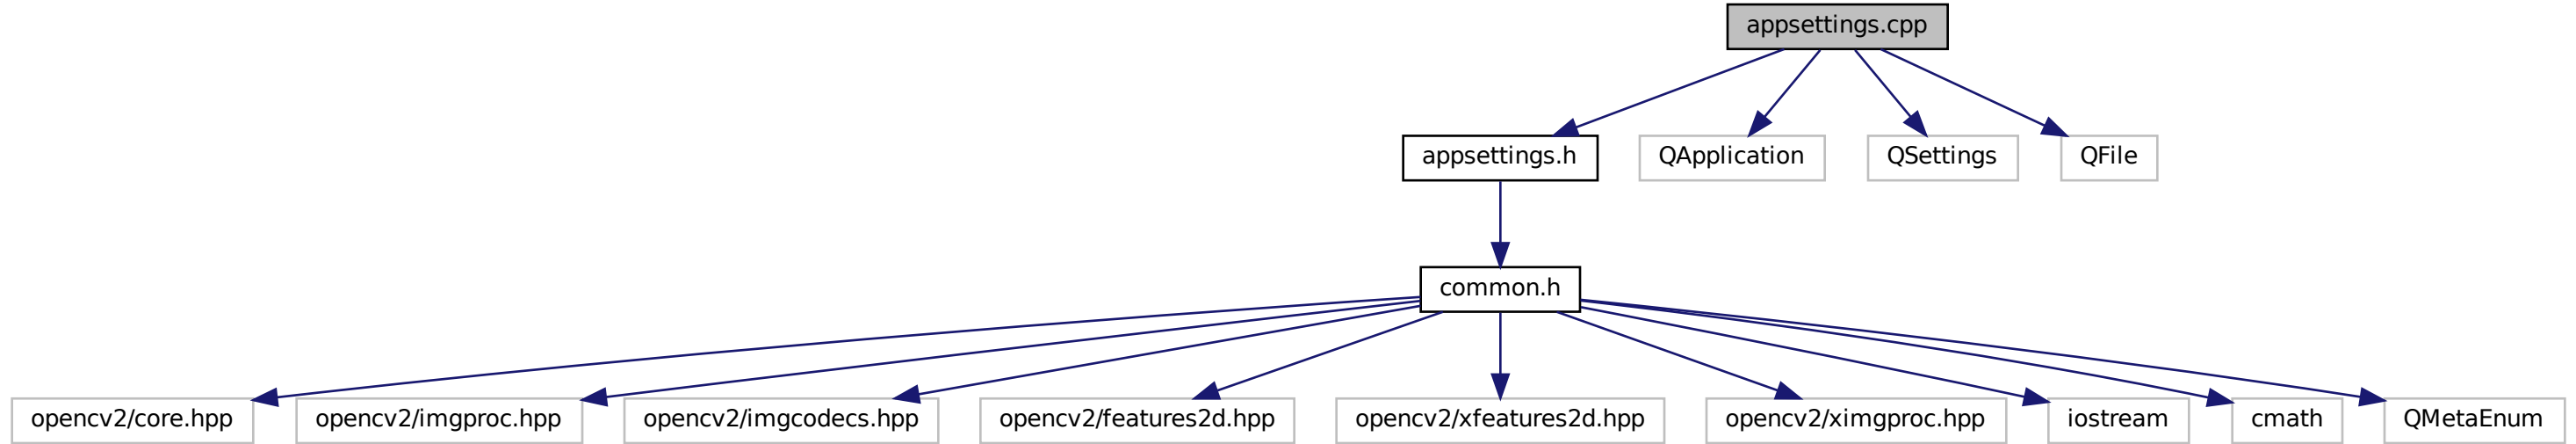 appsettings.cpp
appsettings.h
QApplication
QSettings
QFile
common.h
opencv2/core.hpp
opencv2/imgproc.hpp
opencv2/imgcodecs.hpp
opencv2/features2d.hpp
opencv2/xfeatures2d.hpp
opencv2/ximgproc.hpp
iostream
cmath
QMetaEnum